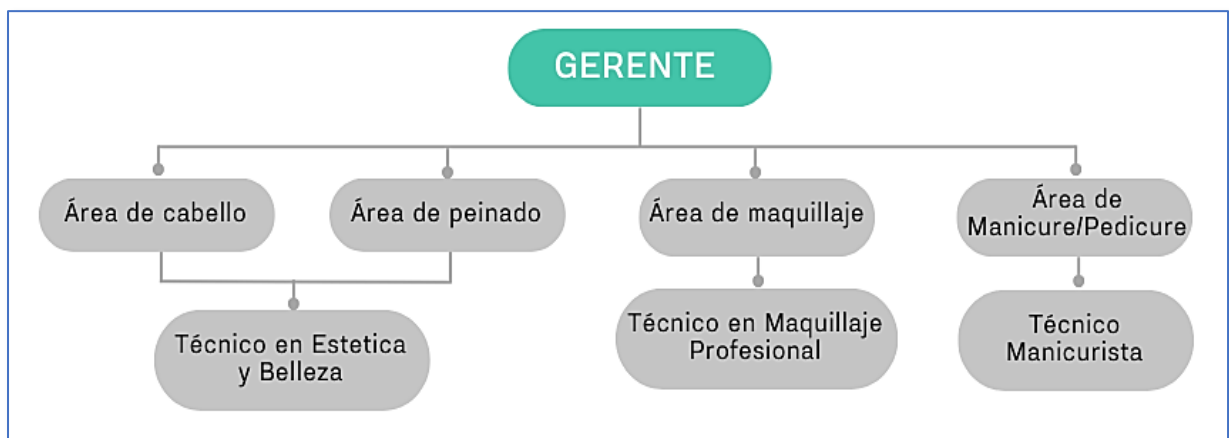 GERENTE
Área de cabello
Área de peinado
Área de maquillaje
Área de
Manicure/Pedicure
Técnico en Estetica
y Belleza
Técnico en Maquillaje
Profesional
Técnico
Manicurista